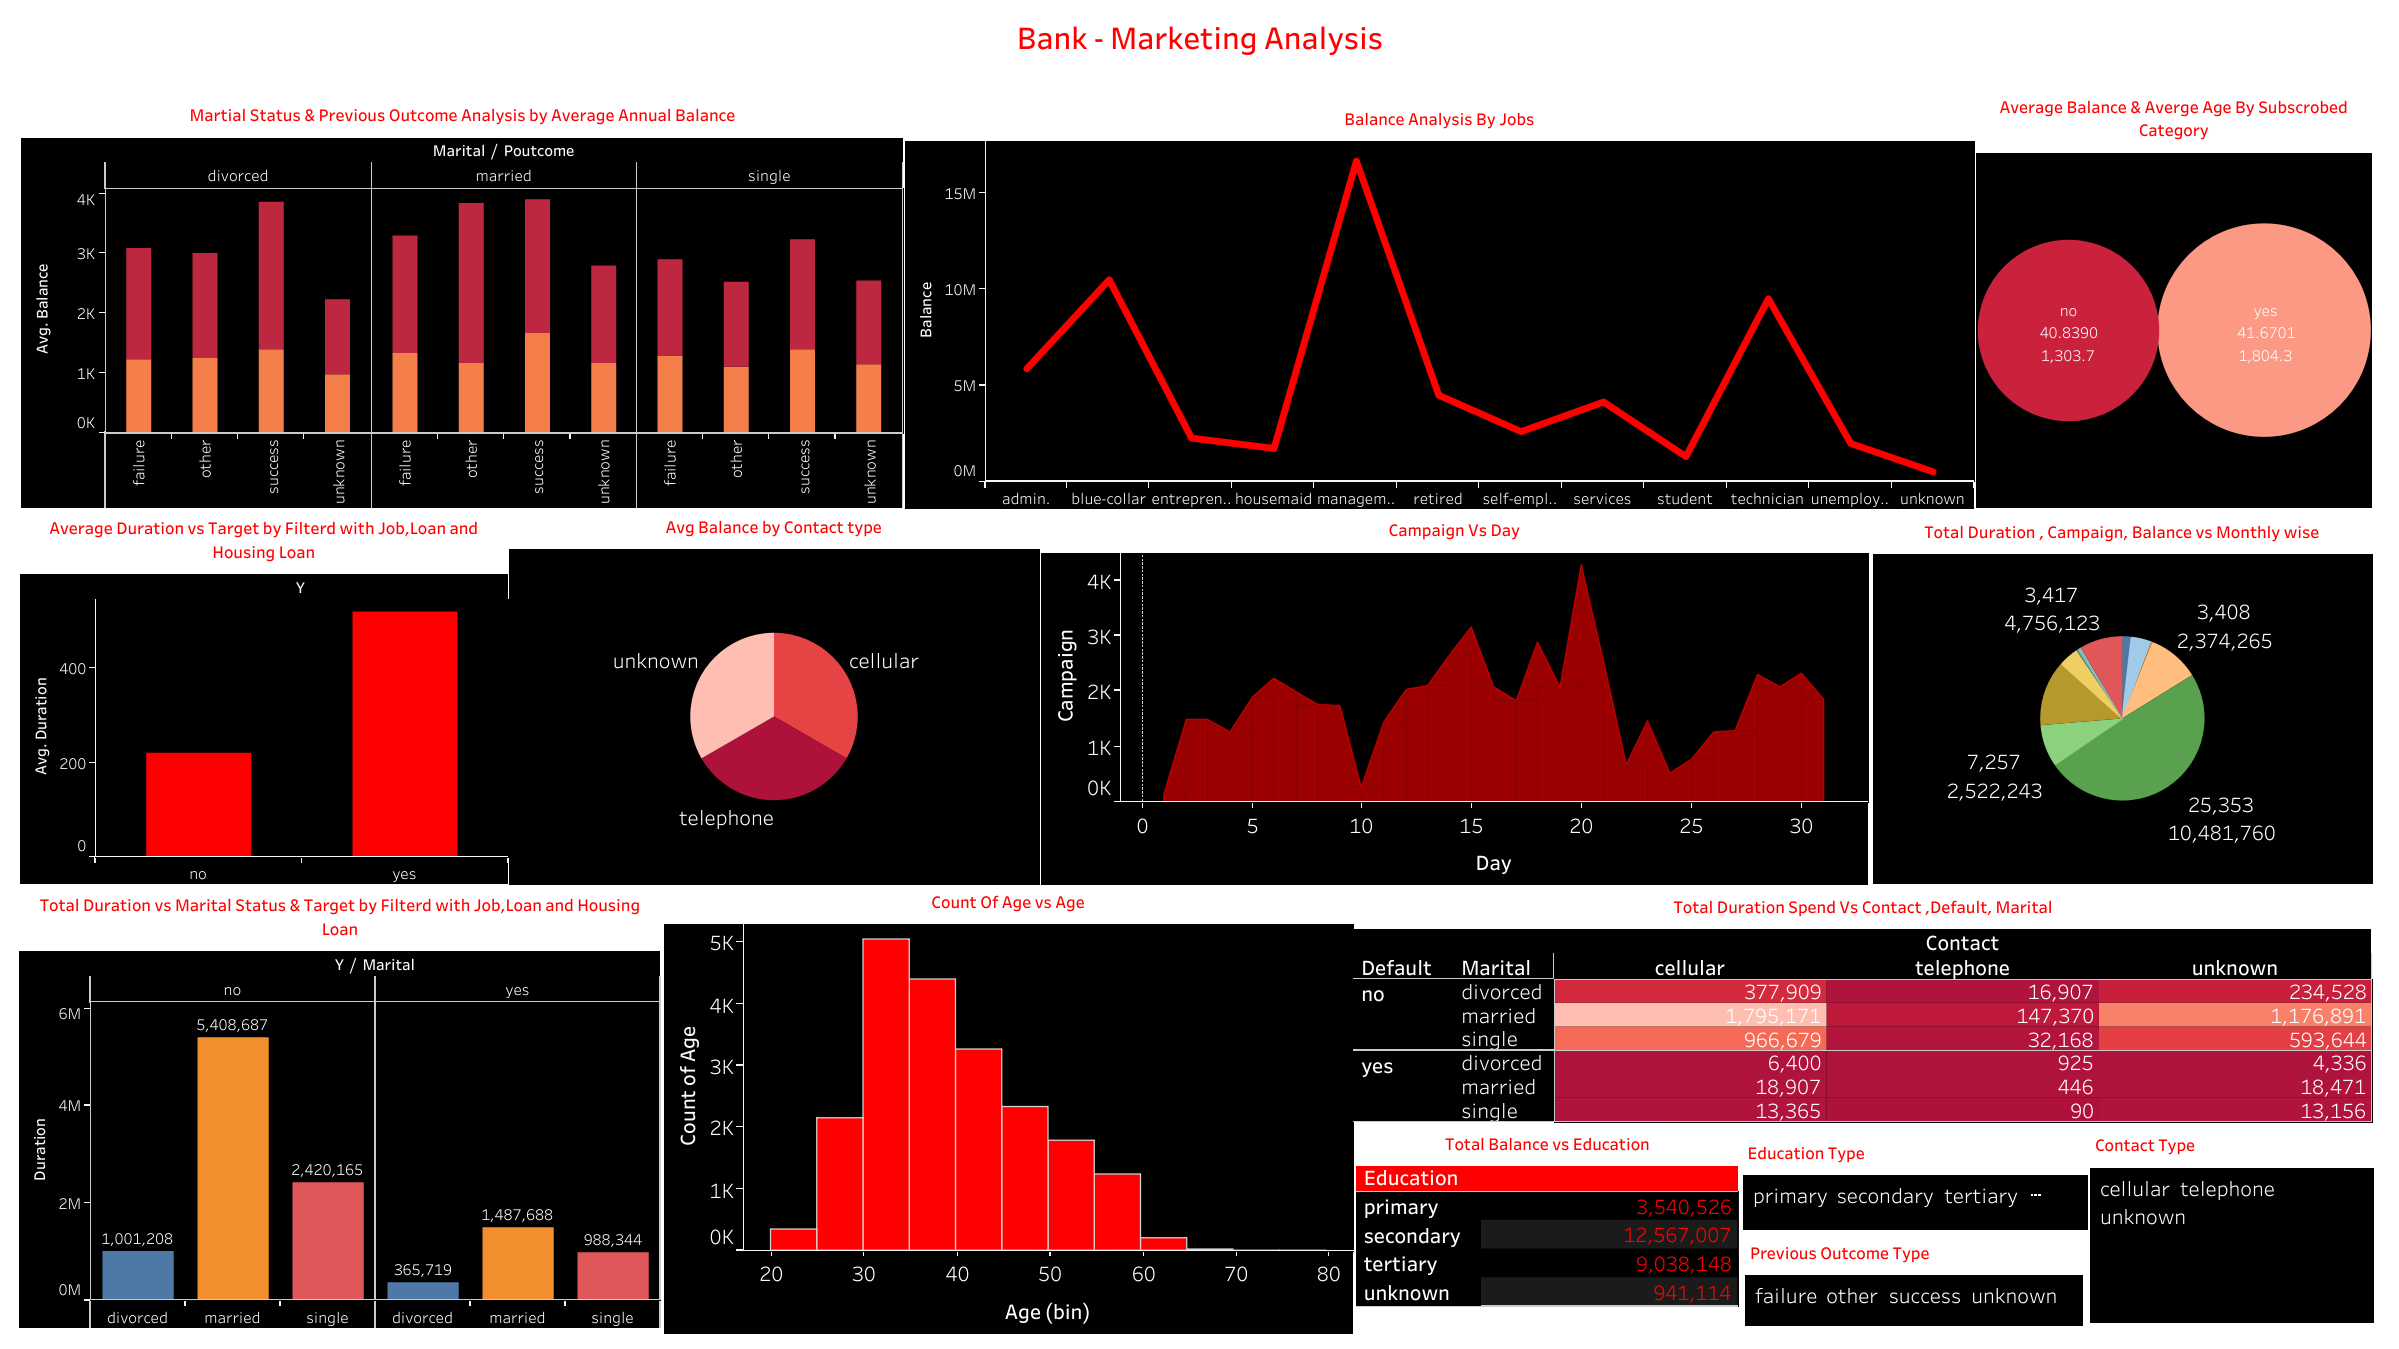 Bank - Marketing Analysis
Martial Status & Previous Outcome Analysis by Average Annual Balance
Marital / Poutcome
divorced married single
Avg. Balance
4K
3K
2K
1K
0K
failure other success unknown failure other success unknown failure other success unknown
Balance Analysis By Jobs
Balance
15M
10M
5M
0M
admin. blue-collar entrepren.. housemaid managem.. retired self-empl.. services student technician unemploy.. unknown
Average Balance & Averge Age By Subscrobed
Category
no
40.8390
1,303.7
yes
41.6701
1,804.3
Average Duration vs Target by Filterd with Job,Loan and
Housing Loan
Y
Avg. Duration
400
200
0
no yes
Avg Balance by Contact type
unknown
cellular
telephone
Campaign Vs Day
Campaign
4K
3K
2K
1K
0K
0 5 10 15 20 25 30
Day
Total Duration , Campaign, Balance vs Monthly wise
3,417
4,756,123
3,408
2,374,265
7,257
2,522,243
25,353
10,481,760
Total Duration vs Marital Status & Target by Filterd with Job,Loan and Housing
Loan
Y / Marital
no yes
Duration
6M
4M
2M
0M
1,001,208
5,408,687
2,420,165
365,719
1,487,688
988,344
divorced married single divorced married single
Count Of Age vs Age
Count of Age
5K
4K
3K
2K
1K
0K
20 30 40 50 60 70 80
Age (bin)
Total Duration Spend Vs Contact ,Default, Marital
Contact
Default Marital cellular telephone unknown
no divorced 377,909 16,907 234,528
married 1,795,171 147,370 1,176,891
single 966,679 32,168 593,644
yes divorced 6,400 925 4,336
married 18,907 446 18,471
single 13,365 90 13,156
Total Balance vs Education
Education
primary 3,540,526
secondary 12,567,007
tertiary 9,038,148
unknown 941,114
Education Type
primary secondary tertiary ···
Previous Outcome Type
failure other success unknown
Contact Type
cellular telephone
unknown